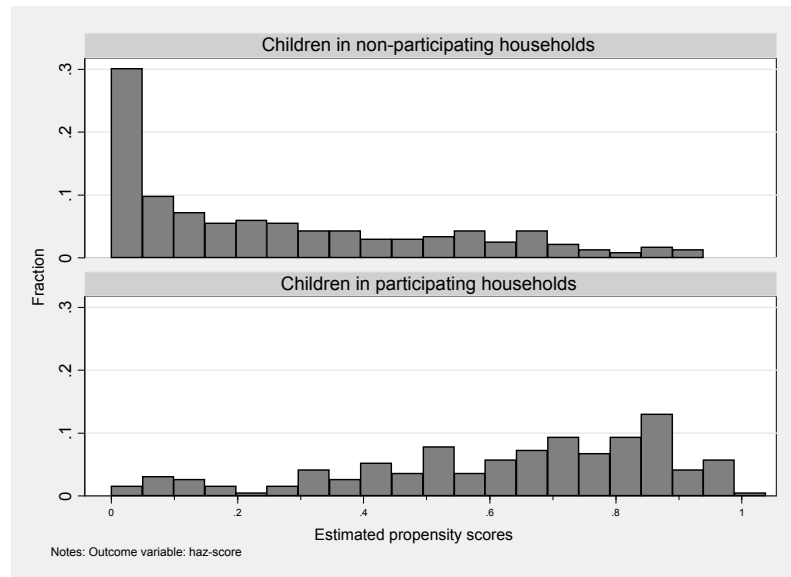 Children in non-participating households
.3
.2
.1
0
Children in participating households
.3
.2
.1
0
Fraction
0 .2 .4 .6 .8 1
Estimated propensity scores
Notes: Outcome variable: haz-score